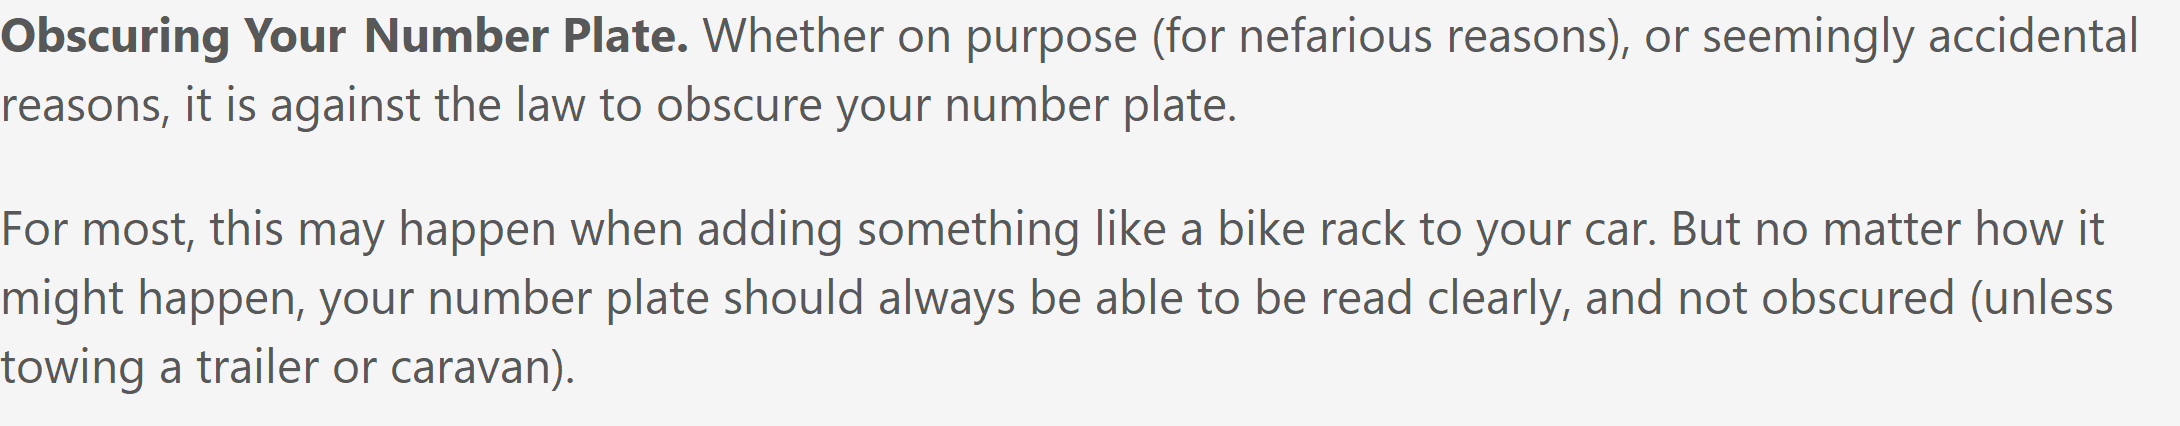 Obscuring Your Number Plate. Whether on purpose (for nefarious reasons), or seemingly accidental
reasons, it is against the law to obscure your number plate.
For most, this may happen when adding something like a bike rack to your car. But no matter how it
might happen, your number plate should always be able to be read clearly, and not obscured (unless
towing a trailer or caravan).